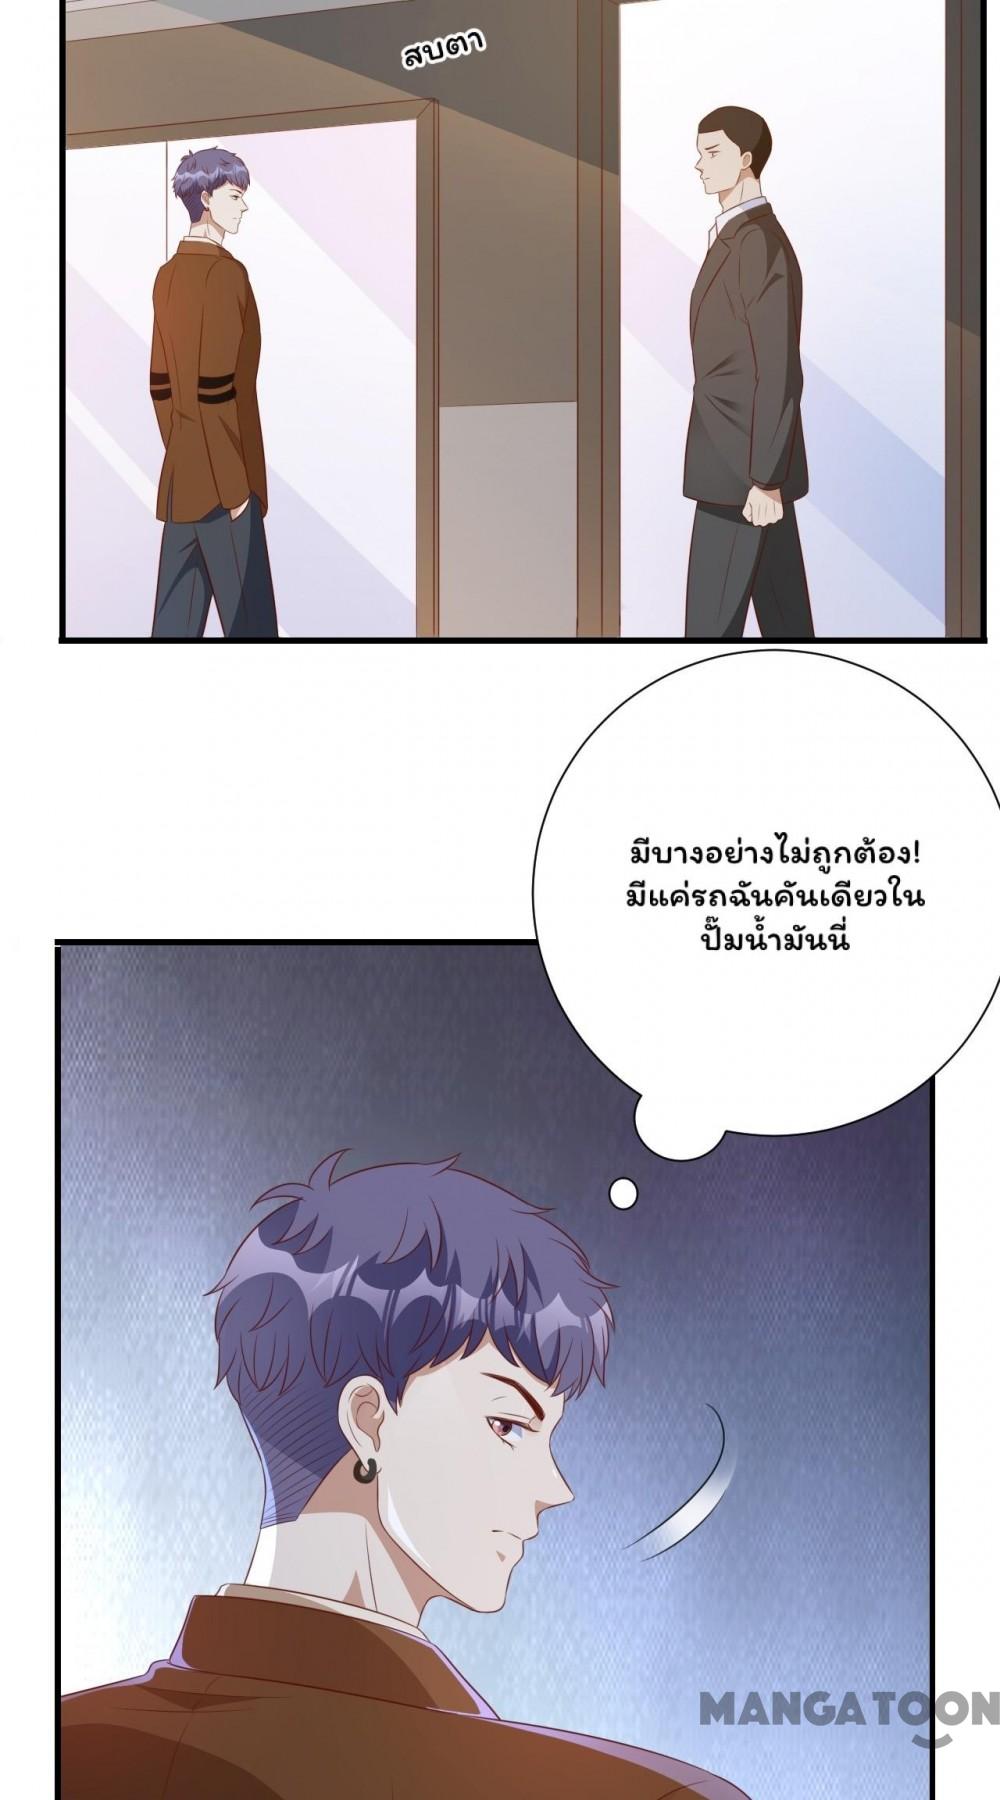 สบตา
มีบางอย่างไม่ถูกต้อง!
มีแค่รถฉันคันเดียวใน
ปั๊มน้ำมันนี่
MANGATOON